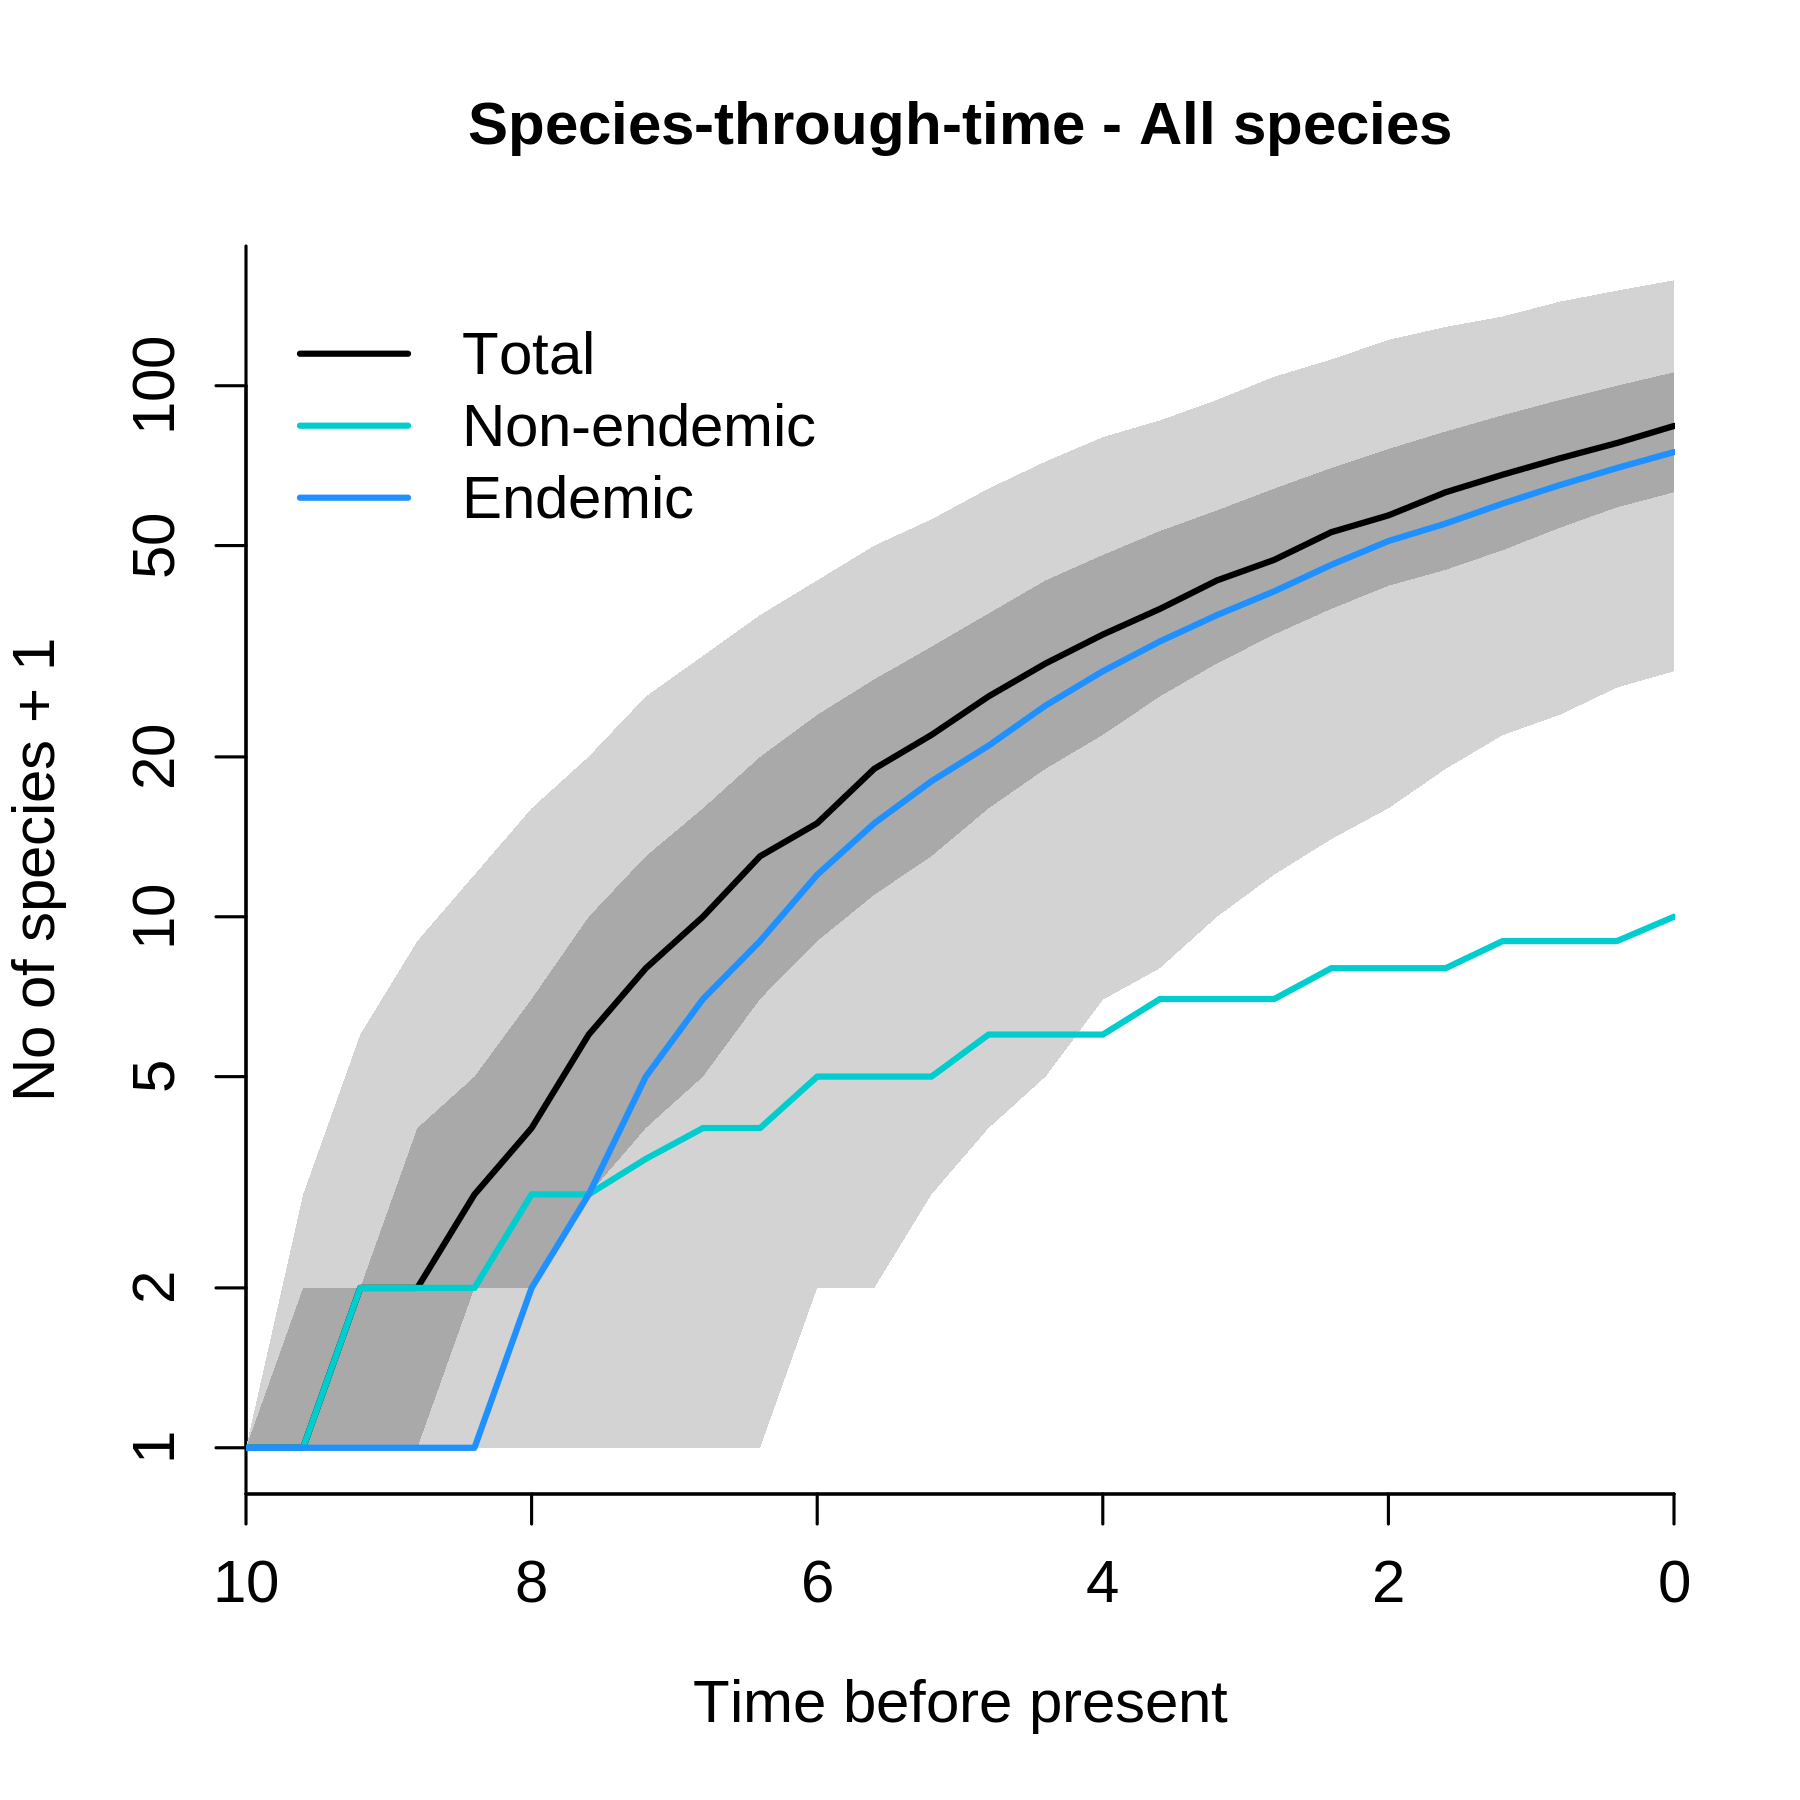 Species-through-time - All species
Total
Non-endemic
Endemic
No of species + 1
100
50
20
10
5
2
1
10 8 6 4 2 0
Time before present